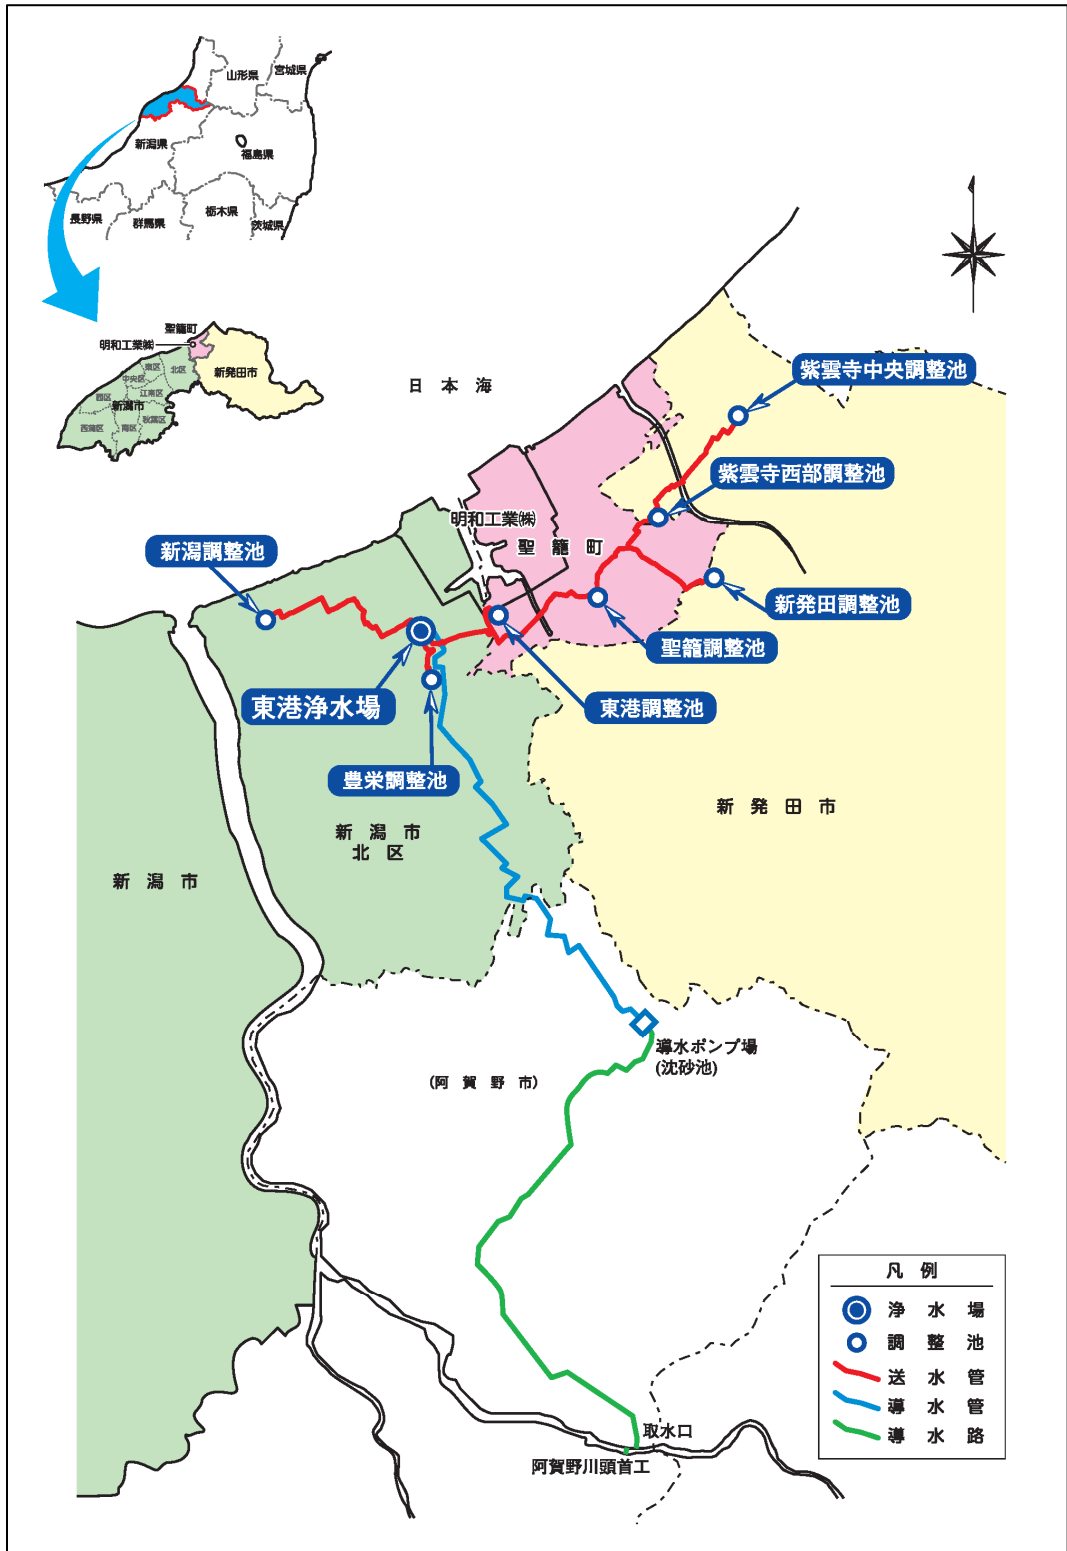 山形県
宮城県
新潟県
福島県
長野県
群馬県
栃木県
茨城県
聖籠町
明和工業㈱
新発田市
東区
北区
中央区
西区
江南区
新潟市
秋葉区
西蒲区
南区
日本海
紫雲寺中央調整池
紫雲寺西部調整池
明和工業㈱
聖籠町
新潟調整池
新発田調整池
聖籠調整池
東港浄水場
東港調整池
豊栄調整池
新発田市
新潟市
北区
新潟市
導水ポンプ場
(沈砂池)
(阿賀野市)
凡例
浄水場
調整池
送水管
導水管
導水路
取水口
阿賀野川頭首工